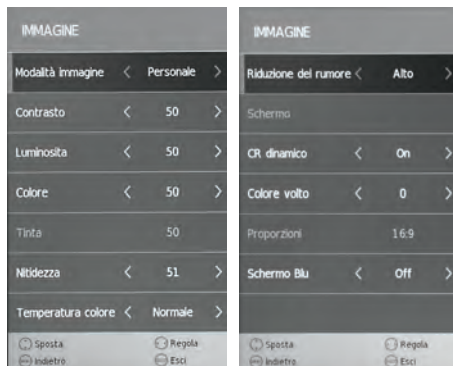 IMMAGINE
Modalità immagine < Personale >
Contrasto < 50 >
Luminosita < 50 >
Colore < 50 >
Tinta 50
Nitidezza < 51 >
Temperatura colore < Normale >
Sposta Regola
Indietro Esci
IMMAGINE
Riduzione del rumore < Alto >
Schermo
CR dinamico < On >
Colore volto < 0 >
Proporzioni 16:9
Schermo Blu < Off >
Sposta Regola
Indietro Esci